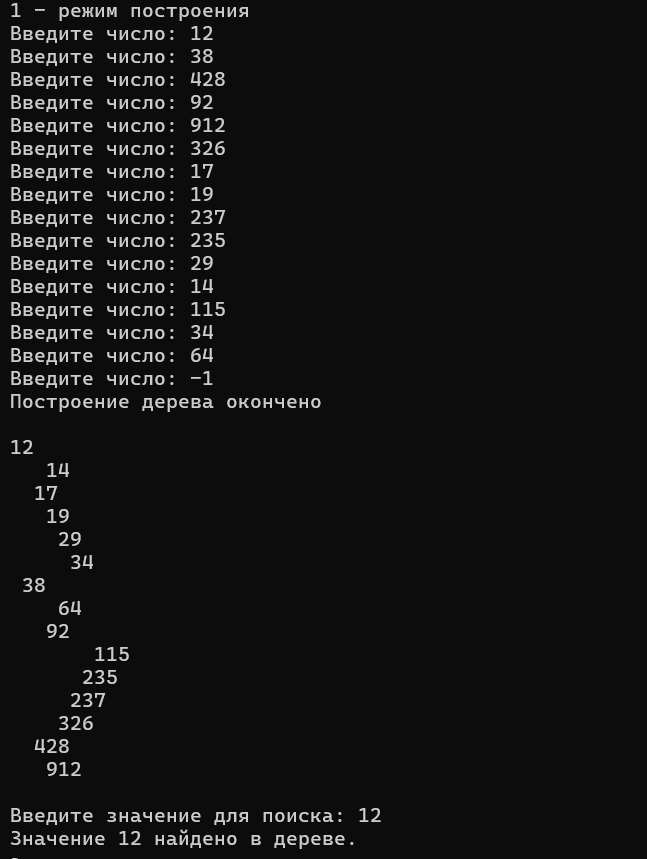 1 - режим построения
Введите число: 12
Введите число: 38
Введите число: 428
Введите число: 92
Введите число: 912
Введите число: 326
Введите число: 17
Введите число: 19
Введите число: 237
Введите число: 235
Введите число: 29
Введите число: 14
Введите число: 115
Введите число: 34
Введите число: 64
Введите число: -1
Построение дерева окончено
12
14
17
19
29
34
38
64
92
115
235
237
326
428
912
Введите значение для поиска: 12
Значение 12 найдено в дереве.